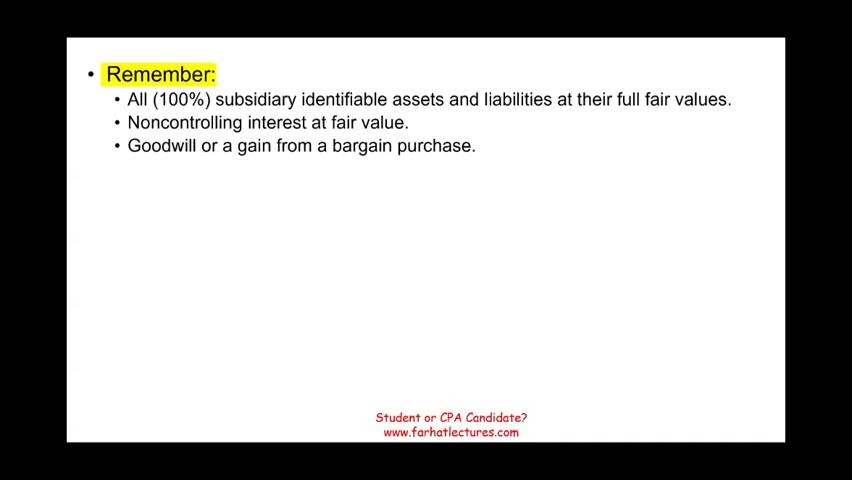 • Remember:
• All (100%) subsidiary identifiable assets and liabilities at their full fair values.
• Noncontrolling interest at fair value.
• Goodwill or a gain from a bargain purchase.
Student or CPA Candidate?
www.farhatlectures.com